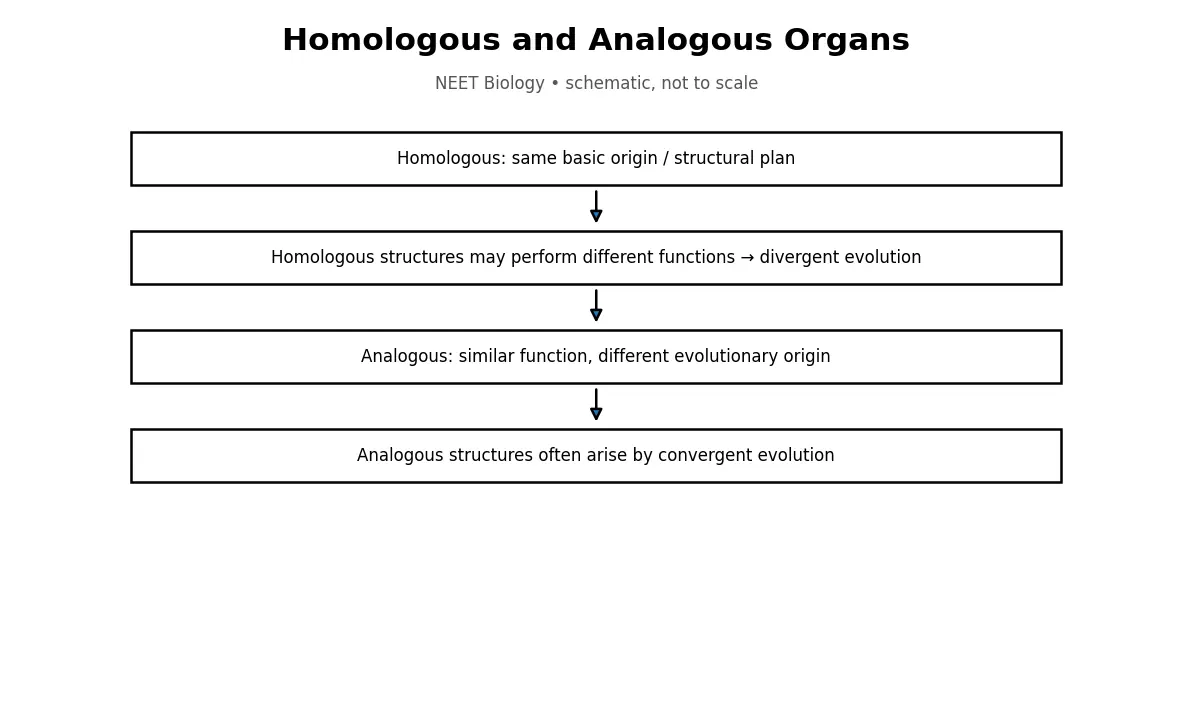 Homologous and Analogous Organs
NEET Biology • schematic, not to scale
Homologous: same basic origin / structural plan
Homologous structures may perform different functions → divergent evolution
Analogous: similar function, different evolutionary origin
Analogous structures often arise by convergent evolution